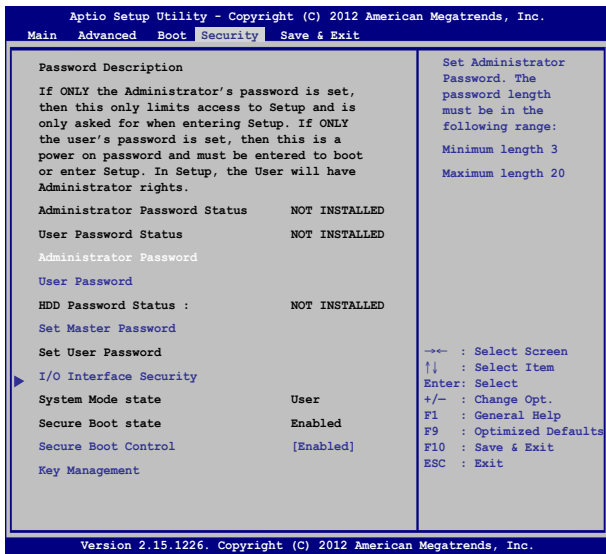 Aptio Setup Utility - Copyright (C) 2012 American Megatrends, Inc.
Main Advanced Boot Security Save & Exit
Password Description
If ONLY the Administrator's password is set,
then this only limits access to Setup and is
only asked for when entering Setup. If ONLY
the user's password is set, then this is a
power on password and must be entered to boot
or enter Setup. In Setup, the User will have
Administrator rights.
Administrator Password Status NOT INSTALLED
User Password Status NOT INSTALLED
Administrator Password
User Password
HDD Password Status : NOT INSTALLED
Set Master Password
Set User Password
I/O Interface Security
System Mode state User
Secure Boot state Enabled
Secure Boot Control [Enabled]
Key Management
Set Administrator
Password. The
password length
must be in the
following range:
Minimum length 3
Maximum length 20
→← : Select Screen
↑↓ : Select Item
Enter: Select
+/— : Change Opt.
F1 : General Help
F9 : Optimized Defaults
F10 : Save & Exit
ESC : Exit
Version 2.15.1226. Copyright (C) 2012 American Megatrends, Inc.